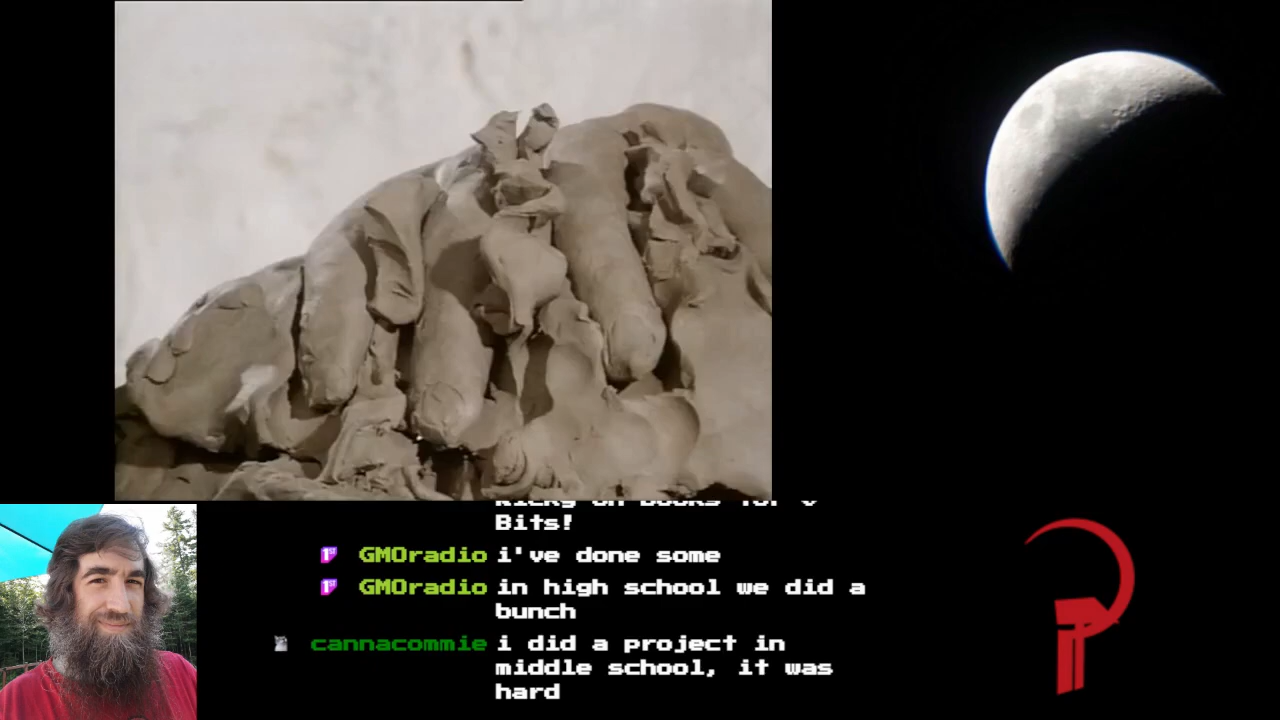 Bits!
GMOradio i've done some
GMOradio in high school we did a
bunch
cannacommie i did a project in
middle school, it was
hard